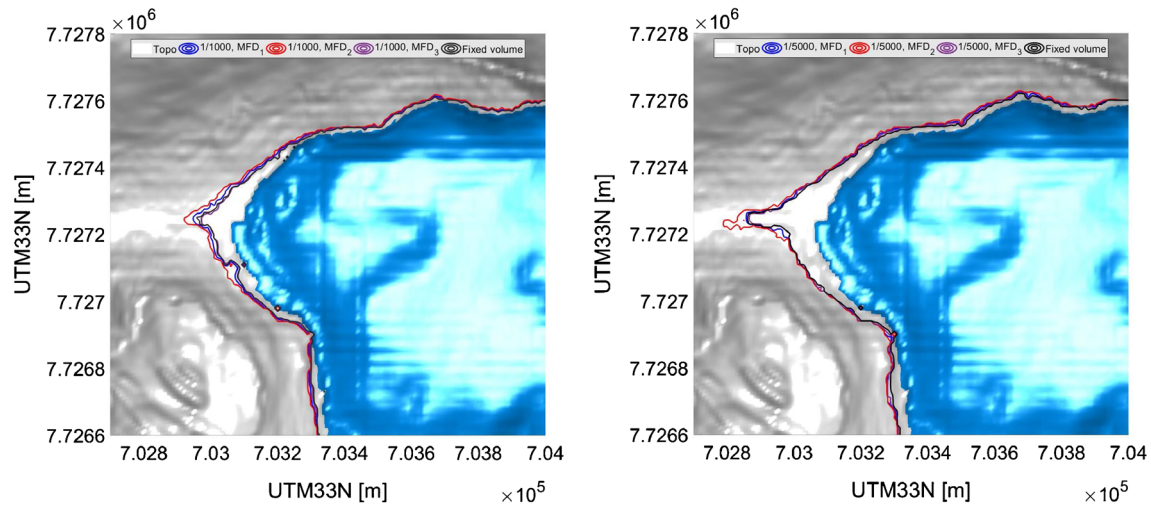 ×10⁶
7.7278
Topo 1/1000, MFD₁ 1/1000, MFD₂ 1/1000, MFD₃ Fixed volume
7.7276
7.7274
7.7272
7.727
7.7268
7.7266
UTM33N [m]
7.028 7.03 7.032 7.034 7.036 7.038 7.04
UTM33N [m]
×10⁵
×10⁶
7.7278
Topo 1/5000, MFD₁ 1/5000, MFD₂ 1/5000, MFD₃ Fixed volume
7.7276
7.7274
7.7272
7.727
7.7268
7.7266
UTM33N [m]
7.028 7.03 7.032 7.034 7.036 7.038 7.04
UTM33N [m]
×10⁵